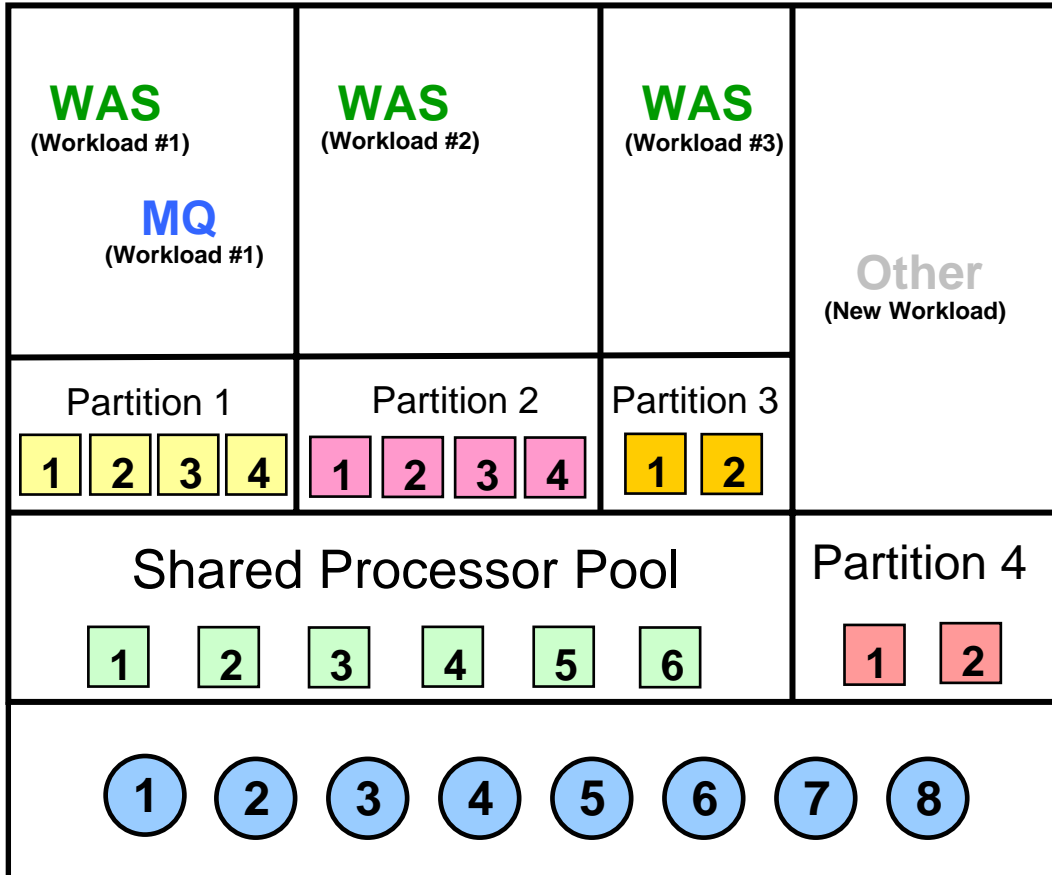 WAS
(Workload #1)
MQ
(Workload #1)
WAS
(Workload #2)
WAS
(Workload #3)
Other
(New Workload)
Partition 1
1 2 3 4
Partition 2
1 2 3 4
Partition 3
1 2
Shared Processor Pool
1 2 3 4 5 6
Partition 4
1 2
1 2 3 4 5 6 7 8